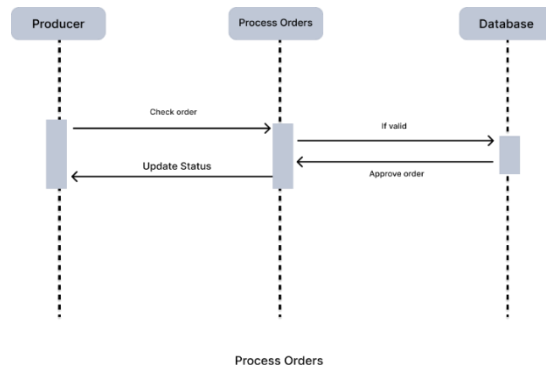 Producer
Process Orders
Database
Check order
If valid
Update Status
Approve order
Process Orders